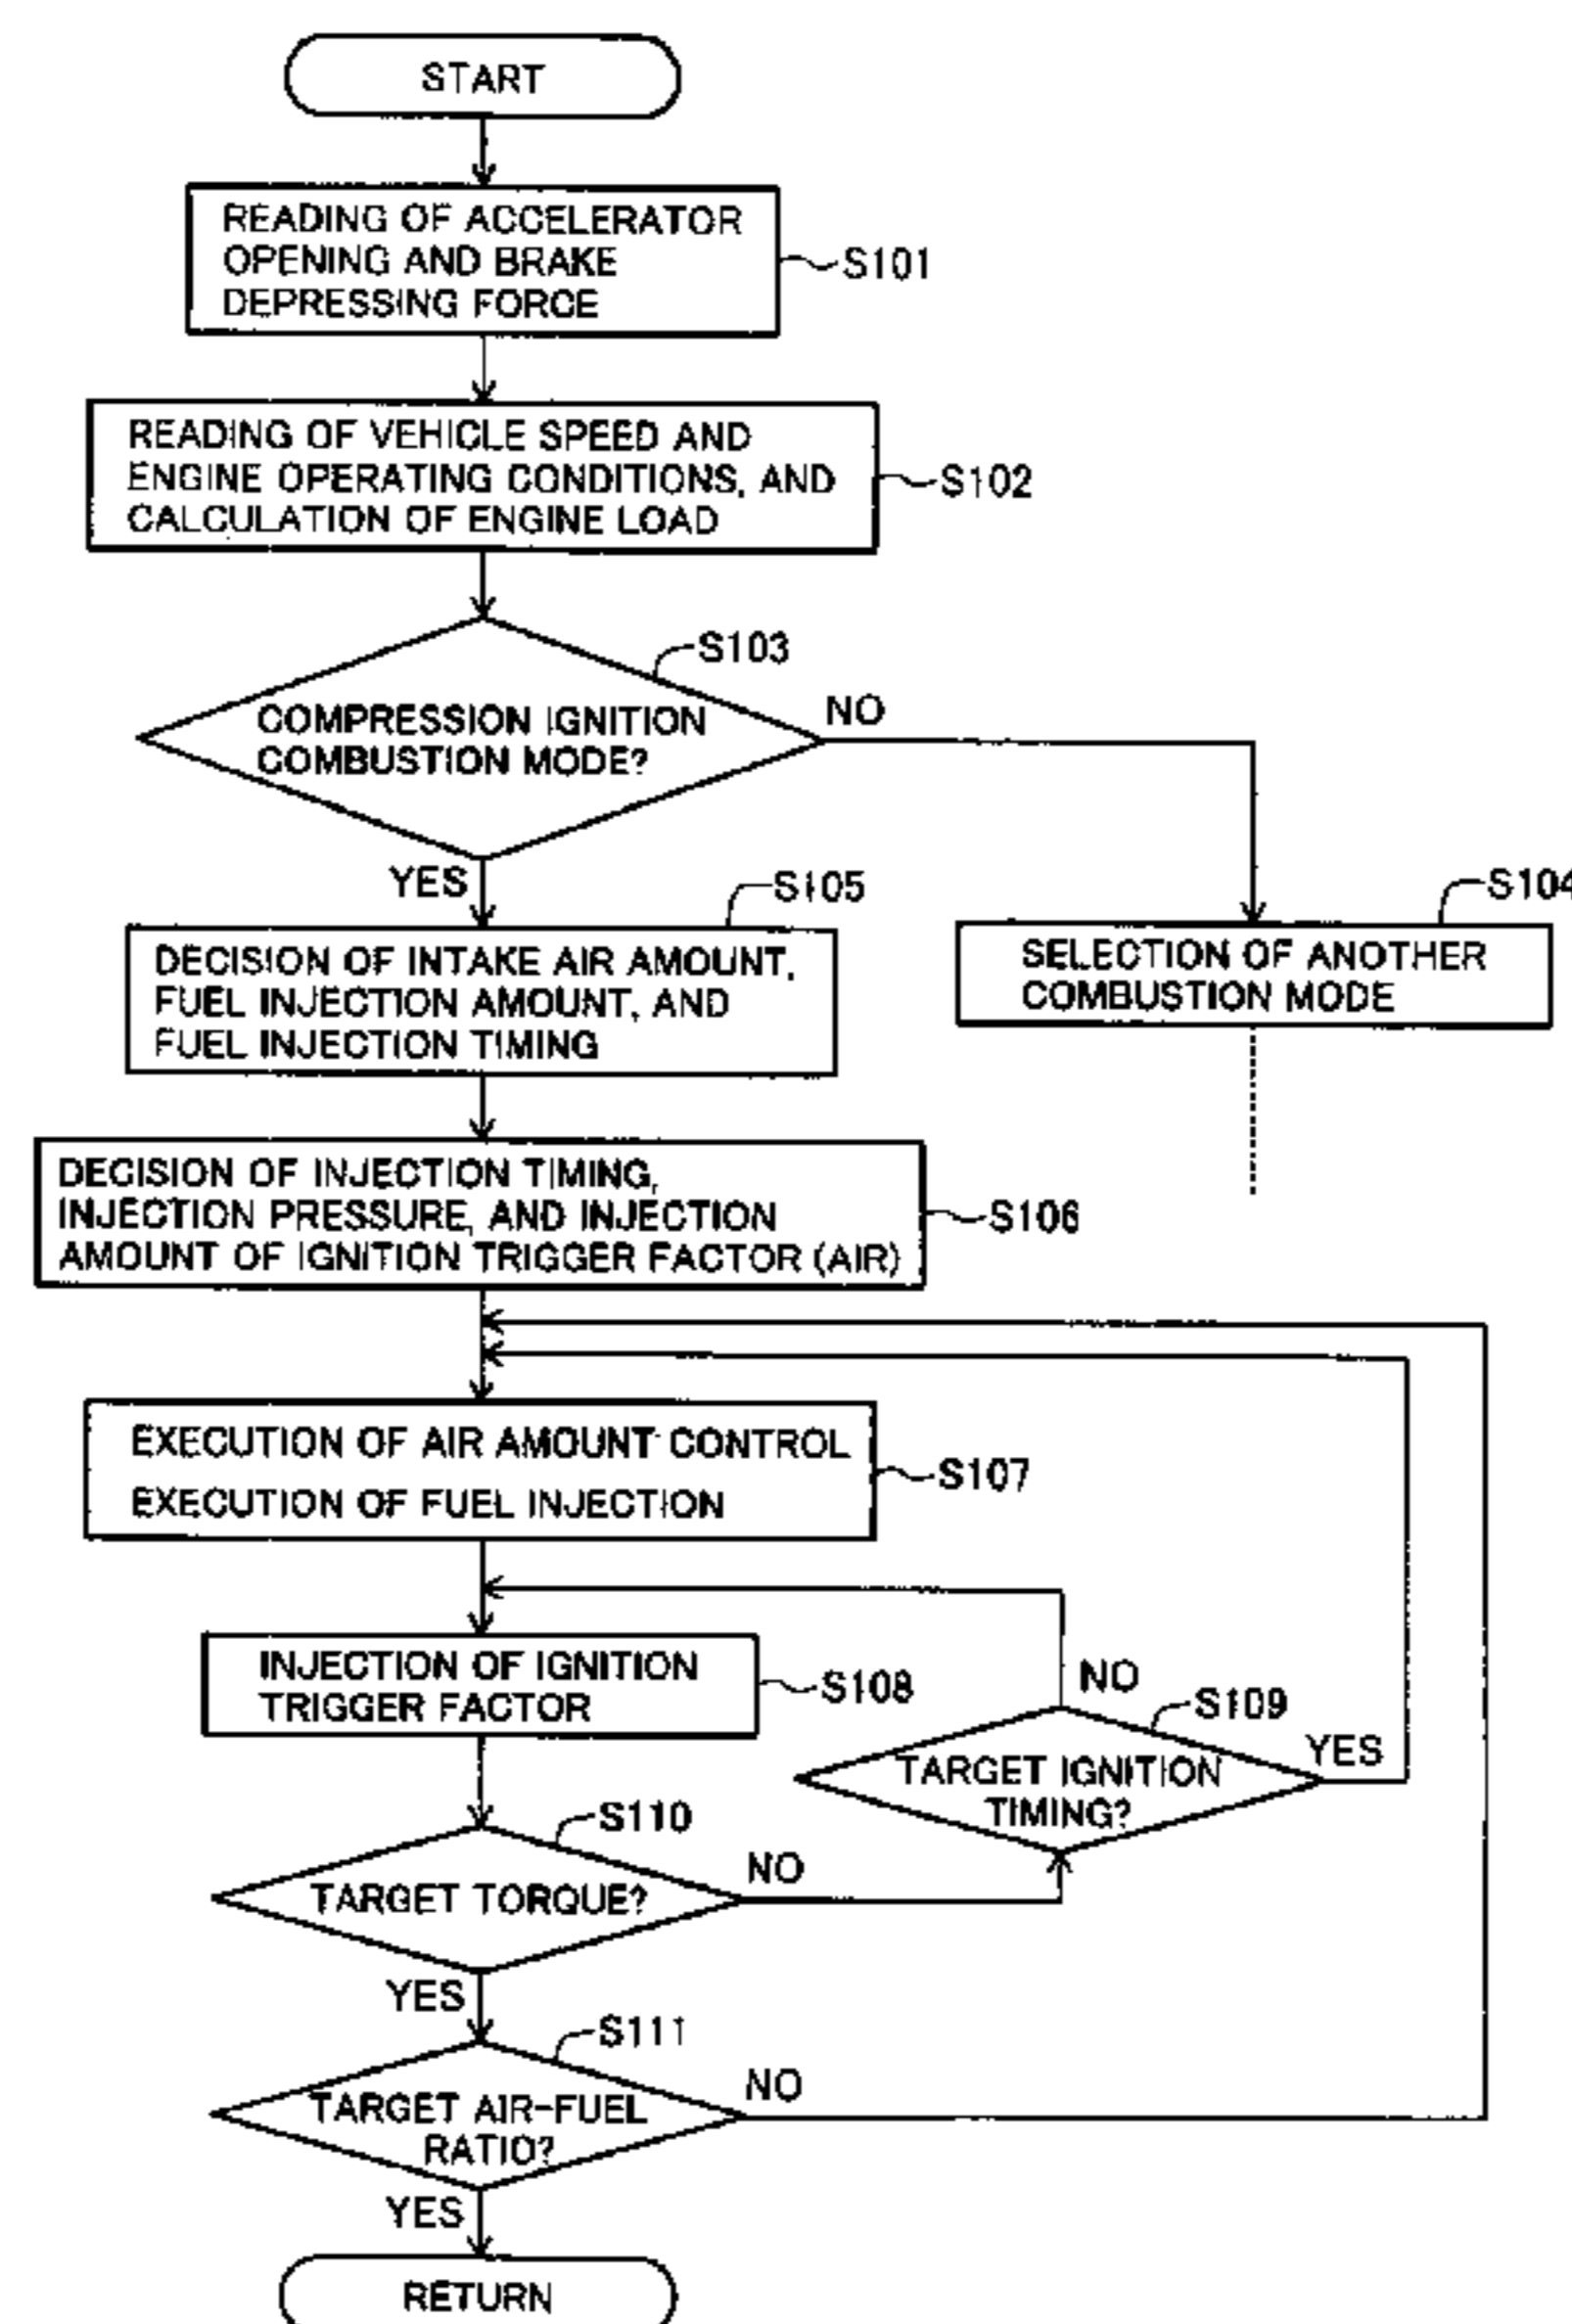 START
READING OF ACCELERATOR
OPENING AND BRAKE
DEPRESSING FORCE
S101
READING OF VEHICLE SPEED AND
ENGINE OPERATING CONDITIONS, AND
CALCULATION OF ENGINE LOAD
S102
S103
COMPRESSION IGNITION
COMBUSTION MODE?
NO
YES
S105
S104
DECISION OF INTAKE AIR AMOUNT,
FUEL INJECTION AMOUNT, AND
FUEL INJECTION TIMING
SELECTION OF ANOTHER
COMBUSTION MODE
DECISION OF INJECTION TIMING,
INJECTION PRESSURE, AND INJECTION
AMOUNT OF IGNITION TRIGGER FACTOR (AIR)
S106
EXECUTION OF AIR AMOUNT CONTROL
EXECUTION OF FUEL INJECTION
S107
INJECTION OF IGNITION
TRIGGER FACTOR
S108
NO
S109
YES
TARGET IGNITION
TIMING?
S110
TARGET TORQUE?
NO
YES
S111
TARGET AIR-FUEL
RATIO?
NO
YES
RETURN